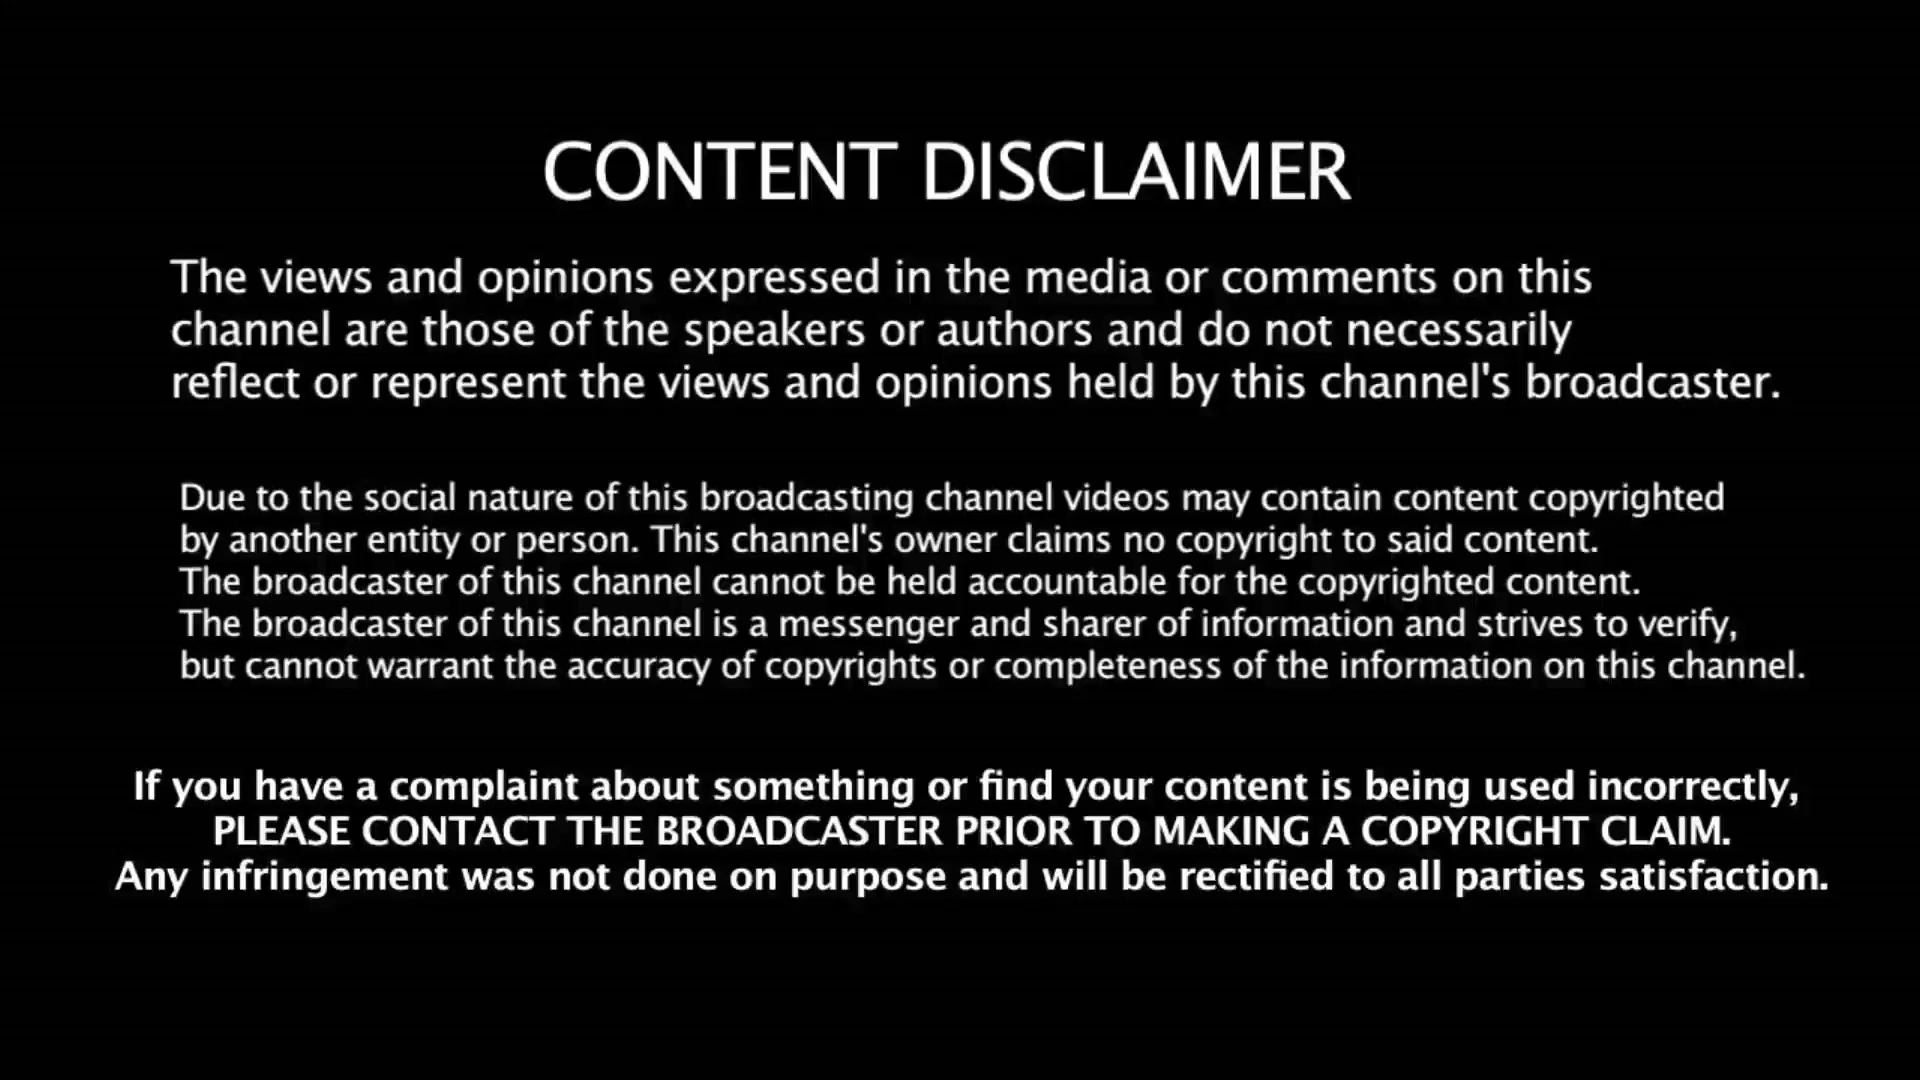 CONTENT DISCLAIMER
The views and opinions expressed in the media or comments on this
channel are those of the speakers or authors and do not necessarily
reflect or represent the views and opinions held by this channel's broadcaster.
Due to the social nature of this broadcasting channel videos may contain content copyrighted
by another entity or person. This channel's owner claims no copyright to said content.
The broadcaster of this channel cannot be held accountable for the copyrighted content.
The broadcaster of this channel is a messenger and sharer of information and strives to verify,
but cannot warrant the accuracy of copyrights or completeness of the information on this channel.
If you have a complaint about something or find your content is being used incorrectly,
PLEASE CONTACT THE BROADCASTER PRIOR TO MAKING A COPYRIGHT CLAIM.
Any infringement was not done on purpose and will be rectified to all parties satisfaction.